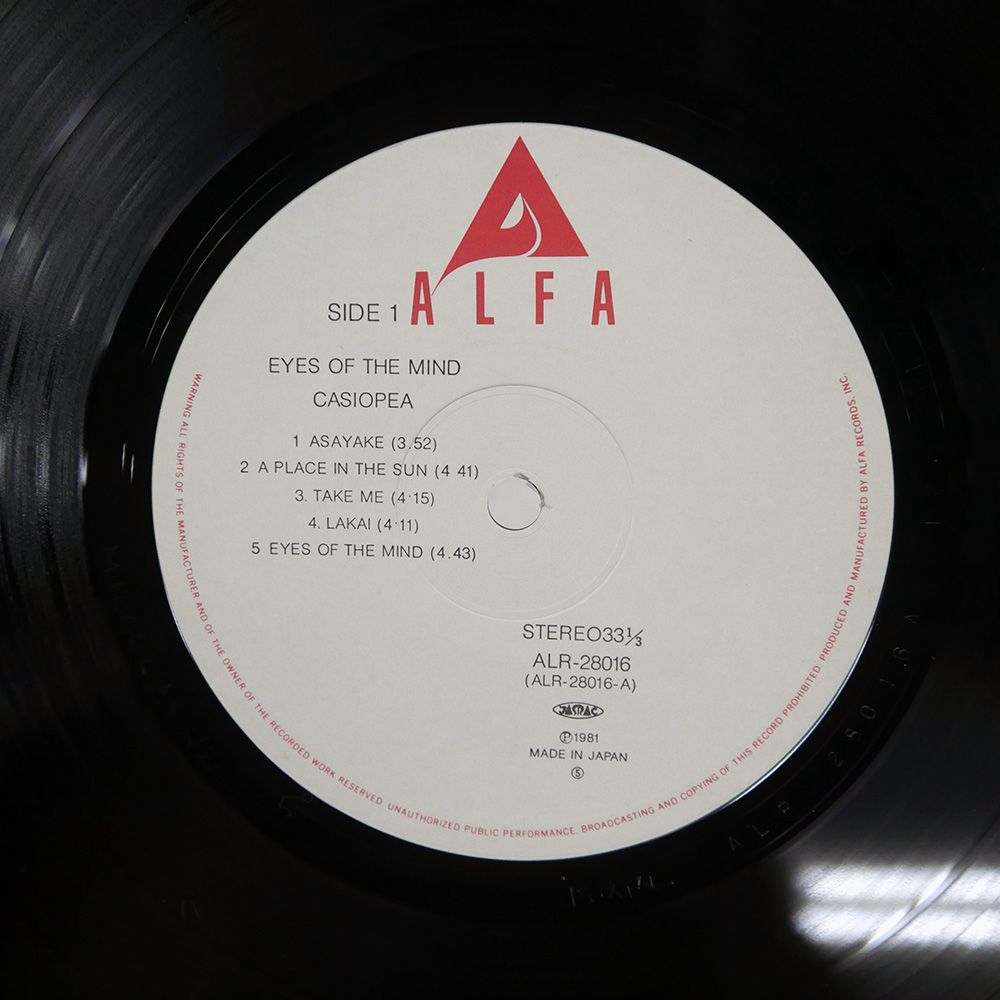 ALFA
SIDE 1
EYES OF THE MIND
CASIOPEA
1 ASAYAKE (3.52)
2 A PLACE IN THE SUN (4 41)
3. TAKE ME (4·15)
4. LAKAI (4·11)
5 EYES OF THE MIND (4.43)
STEREO33⅓
ALR-28016
(ALR-28016-A)
JASRAC
Ⓟ1981
MADE IN JAPAN
⑤
WARNING ALL RIGHTS OF THE MANUFACTURER AND OF THE OWNER OF THE RECORDED WORK RESERVED UNAUTHORIZED PUBLIC PERFORMANCE, BROADCASTING AND COPYING OF THIS RECORD PROHIBITED. PRODUCED AND MANUFACTURED BY ALFA RECORDS, INC.
ALR 28016A